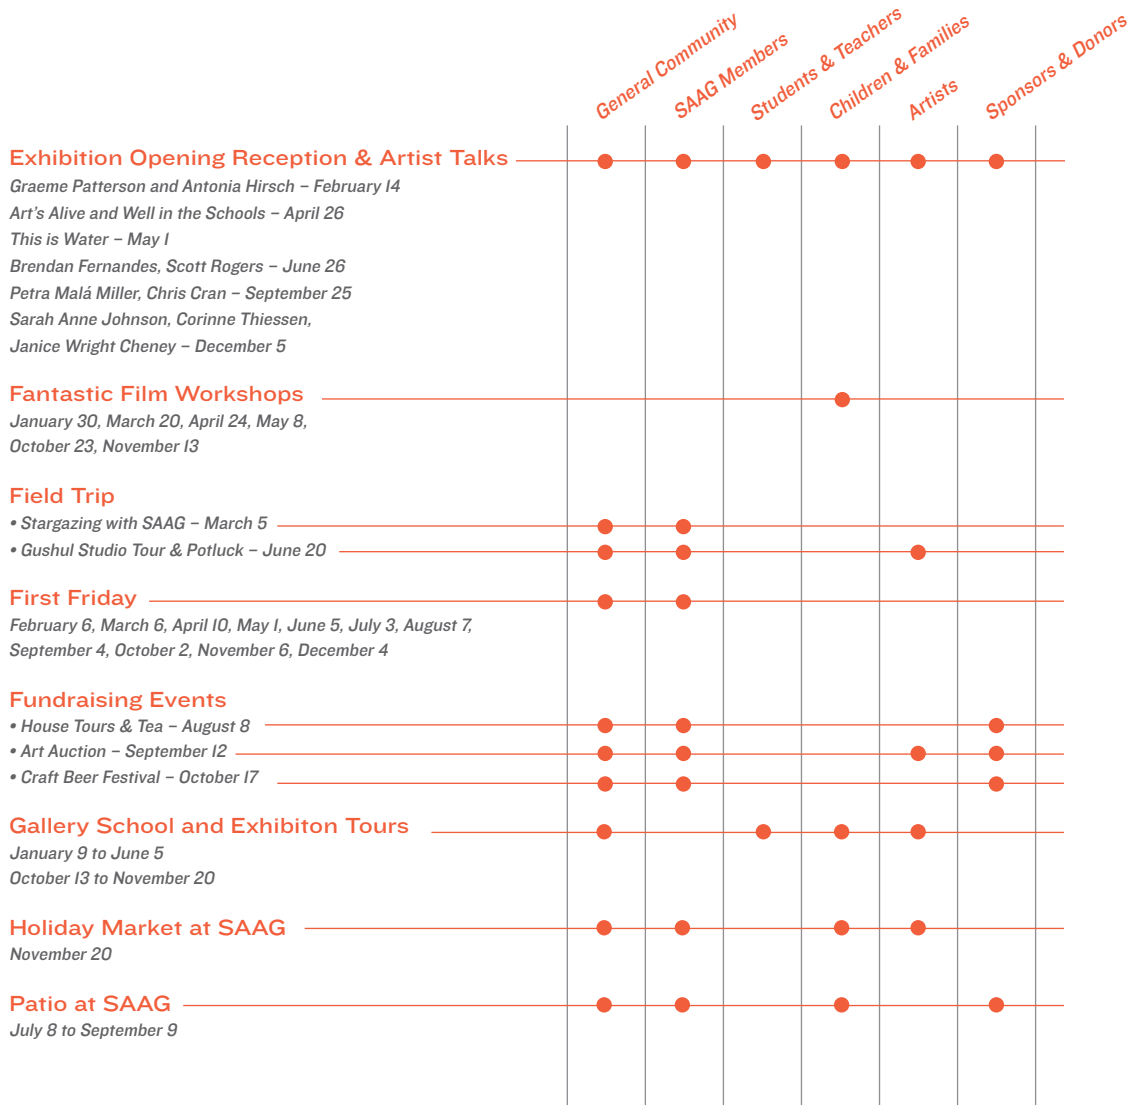 General Community
SAAG Members
Students & Teachers
Children & Families
Artists
Sponsors & Donors
Exhibition Opening Reception & Artist Talks
Graeme Patterson and Antonia Hirsch – February 14
Art's Alive and Well in the Schools – April 26
This is Water – May 1
Brendan Fernandes, Scott Rogers – June 26
Petra Malá Miller, Chris Cran – September 25
Sarah Anne Johnson, Corinne Thiessen,
Janice Wright Cheney – December 5
Fantastic Film Workshops
January 30, March 20, April 24, May 8,
October 23, November 13
Field Trip
• Stargazing with SAAG – March 5
• Gushul Studio Tour & Potluck – June 20
First Friday
February 6, March 6, April 10, May 1, June 5, July 3, August 7,
September 4, October 2, November 6, December 4
Fundraising Events
• House Tours & Tea – August 8
• Art Auction – September 12
• Craft Beer Festival – October 17
Gallery School and Exhibiton Tours
January 9 to June 5
October 13 to November 20
Holiday Market at SAAG
November 20
Patio at SAAG
July 8 to September 9